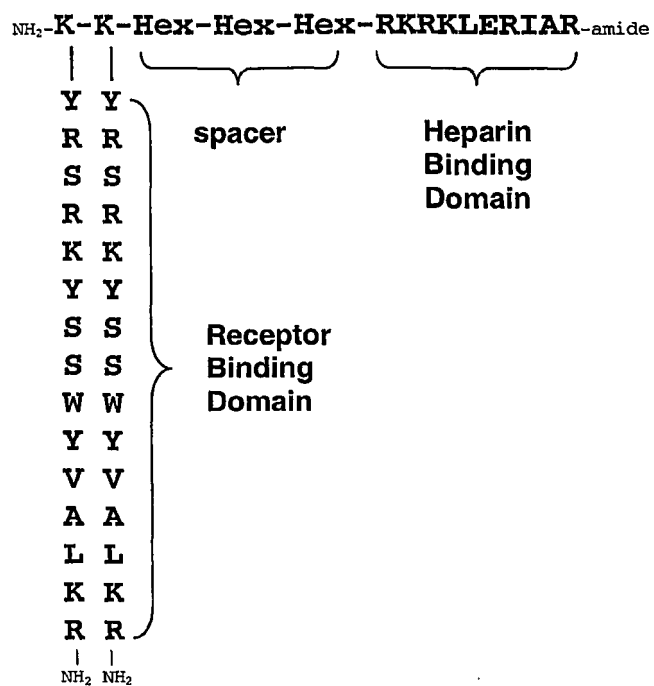 NH₂-K-K-Hex-Hex-Hex-RKRKLERIAR-amide
Y Y
R R
S S
R R
K K
Y Y
S S
S S
W W
Y Y
V V
A A
L L
K K
R R
NH₂ NH₂
spacer
Heparin
Binding
Domain
Receptor
Binding
Domain